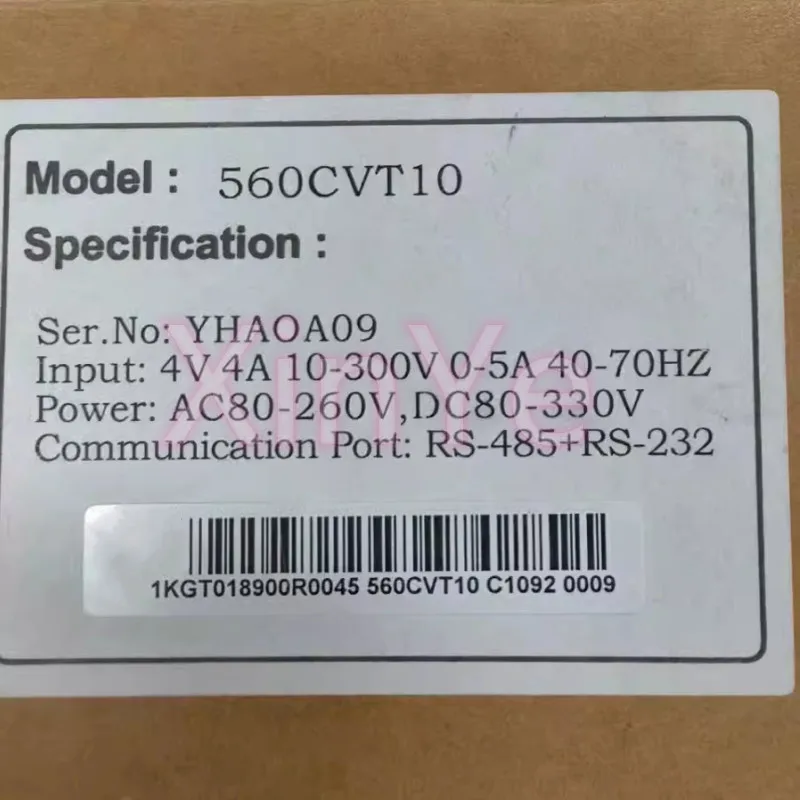 Model : 560CVT10
Specification :
Ser.No: YHAOA09
Input: 4V 4A 10-300V 0-5A 40-70HZ
Power: AC80-260V,DC80-330V
Communication Port: RS-485+RS-232
XinYe
1KGT018900R0045 560CVT10 C1092 0009